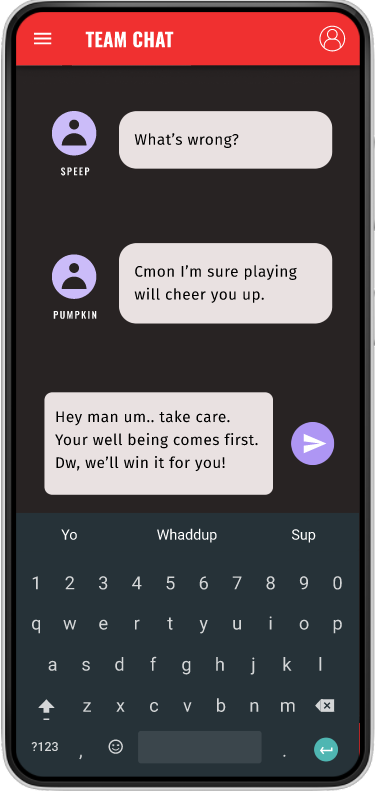 TEAM CHAT
What's wrong?
SPEEP
Cmon I'm sure playing
will cheer you up.
PUMPKIN
Hey man um.. take care.
Your well being comes first.
Dw, we'll win it for you!
Yo Whaddup Sup
1 2 3 4 5 6 7 8 9 0
q w e r t y u i o p
a s d f g h j k l
z x c v b n m
?123 , .